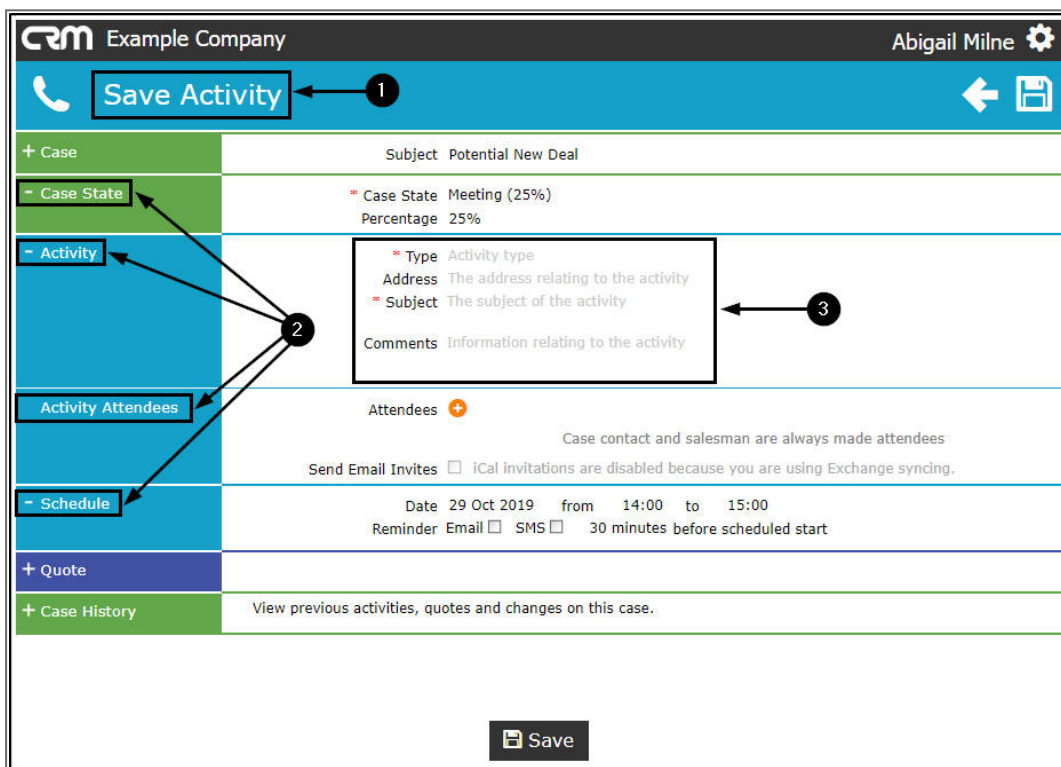 CRM Example Company
Abigail Milne
Save Activity
1
+ Case
Subject Potential New Deal
- Case State
* Case State Meeting (25%)
Percentage 25%
- Activity
* Type Activity type
Address The address relating to the activity
* Subject The subject of the activity
3
2
Comments Information relating to the activity
Activity Attendees
Attendees
Case contact and salesman are always made attendees
Send Email Invites iCal invitations are disabled because you are using Exchange syncing.
- Schedule
Date 29 Oct 2019 from 14:00 to 15:00
Reminder Email SMS 30 minutes before scheduled start
+ Quote
+ Case History
View previous activities, quotes and changes on this case.
Save